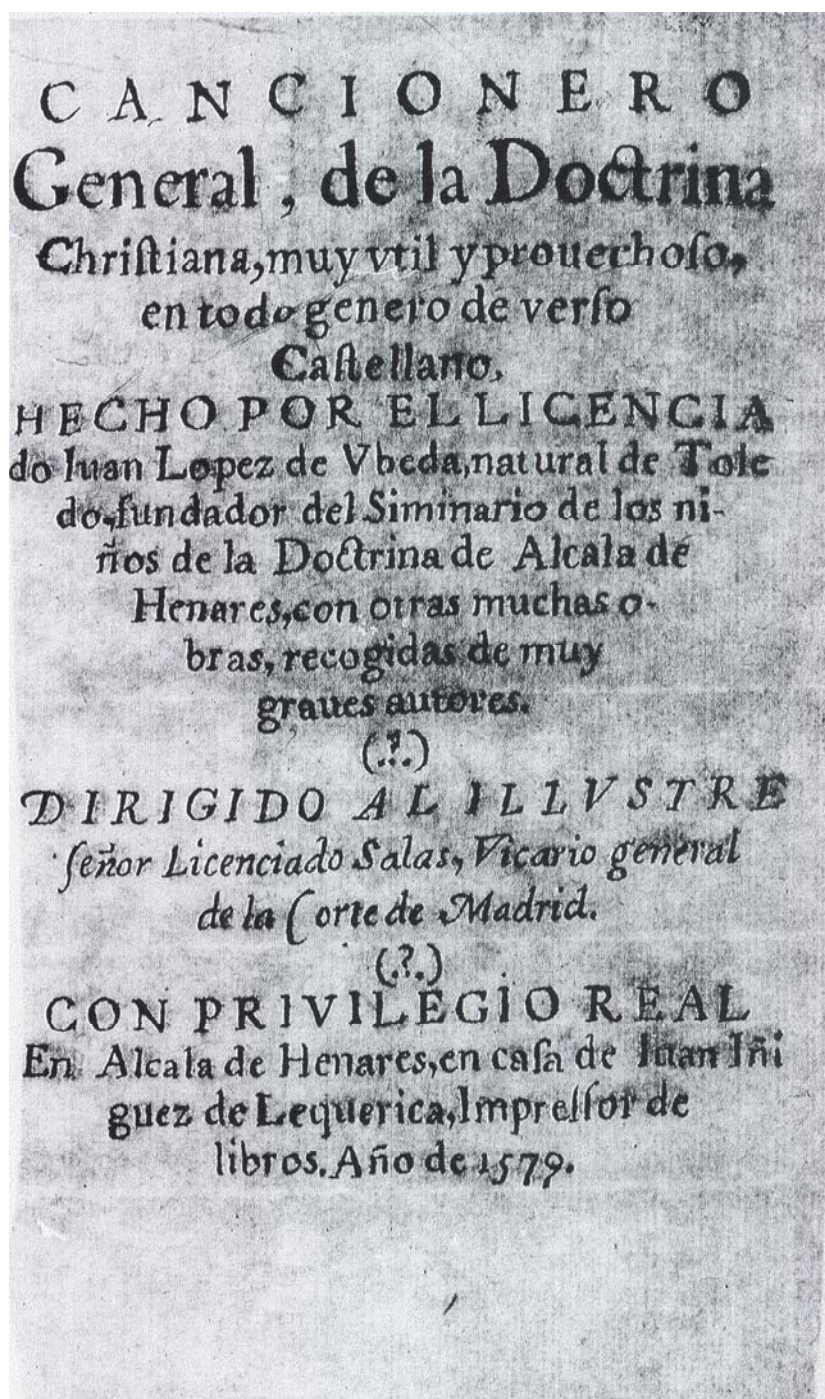 CANCIONERO
General, de la Doctrina
Chriſtiana, muy vtil y prouechoſo,
en todo genero de verſo
Caſtellano.
HECHO POR EL LICENCIA
do Iuan Lopez de Vbeda, natural de Tole
do, fundador del Siminario de los ni-
ños de la Doctrina de Alcala de
Henares, con otras muchas o-
bras, recogidas de muy
graues autores.
(.?.)
DIRIGIDO AL ILLVSTRE
ſeñor Licenciado Salas, Vicario general
de la Corte de Madrid.
(.?.)
CON PRIVILEGIO REAL
En Alcala de Henares, en caſa de Iuan Iñi
guez de Lequerica, Impreſſor de
libros. Año de 1579.